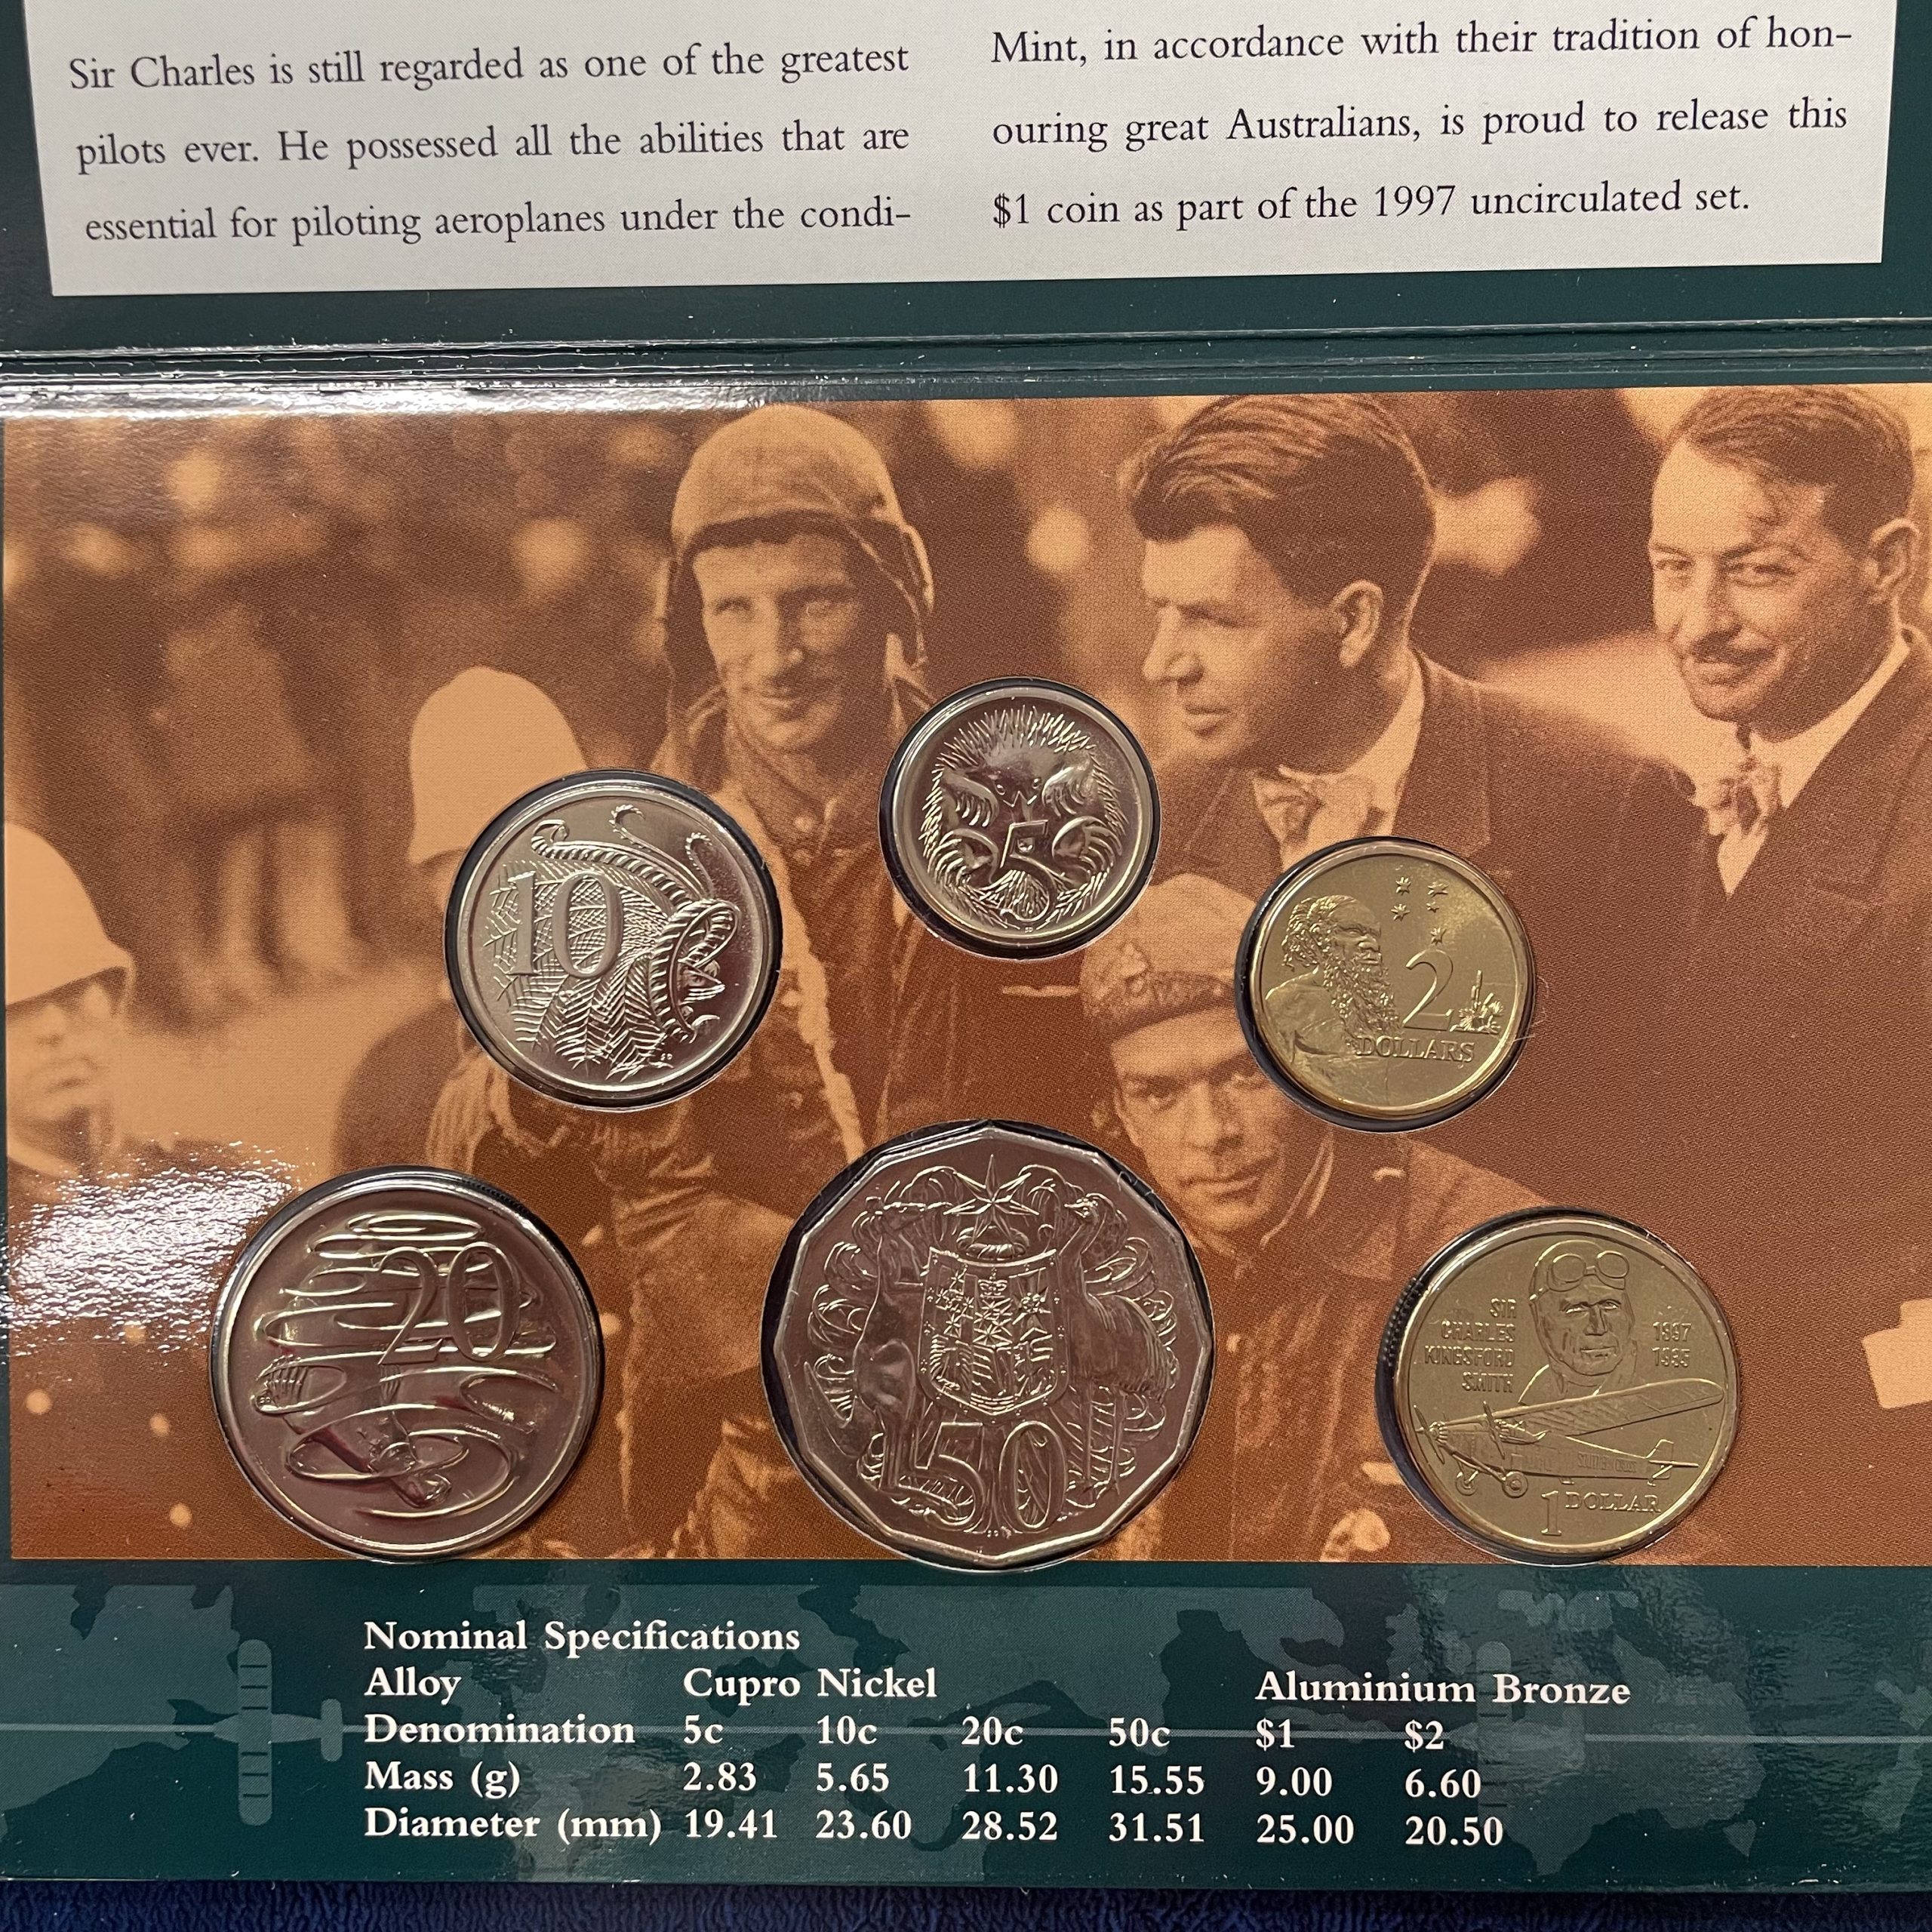 Sir Charles is still regarded as one of the greatest
pilots ever. He possessed all the abilities that are
essential for piloting aeroplanes under the condi-
Mint, in accordance with their tradition of hon-
ouring great Australians, is proud to release this
$1 coin as part of the 1997 uncirculated set.
5
10
2
DOLLARS
20
50
SIR
CHARLES
KINGSFORD
SMITH
1897
1935
1 DOLLAR
Nominal Specifications
Alloy Cupro Nickel Aluminium Bronze
Denomination 5c 10c 20c 50c $1 $2
Mass (g) 2.83 5.65 11.30 15.55 9.00 6.60
Diameter (mm) 19.41 23.60 28.52 31.51 25.00 20.50